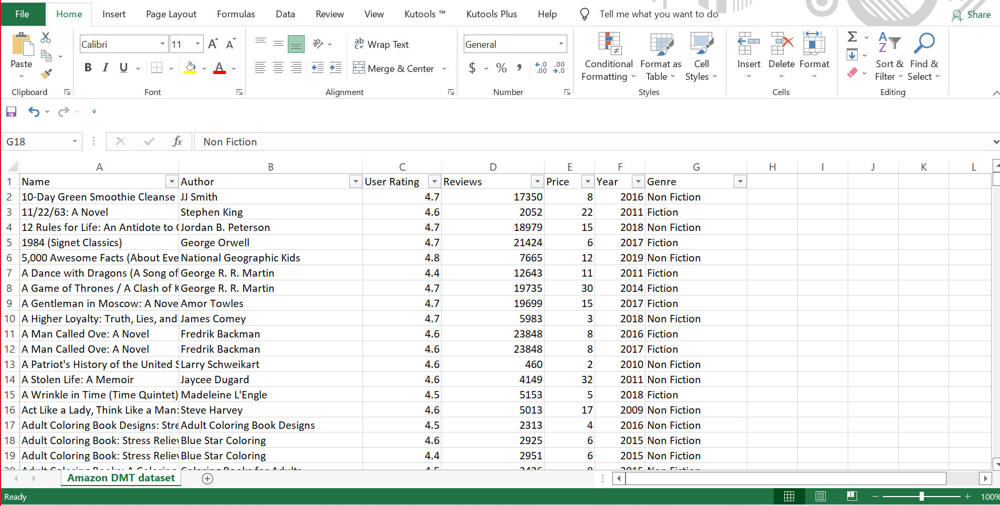 File Home Insert Page Layout Formulas Data Review View Kutools ™ Kutools Plus Help Tell me what you want to do Share
Calibri 11 A A ab Wrap Text General Σ A Z
Paste B I U A Merge & Center $ % , .0 .00 .00 .0 Conditional Formatting Format as Table Cell Styles Insert Delete Format Sort & Filter Find & Select
Clipboard Font Alignment Number Styles Cells Editing
G18 fx Non Fiction
A B C D E F G H I J K L
1 Name Author User Rating Reviews Price Year Genre
2 10-Day Green Smoothie Cleanse JJ Smith 4.7 17350 8 2016 Non Fiction
3 11/22/63: A Novel Stephen King 4.6 2052 22 2011 Fiction
4 12 Rules for Life: An Antidote to Jordan B. Peterson 4.7 18979 15 2018 Non Fiction
5 1984 (Signet Classics) George Orwell 4.7 21424 6 2017 Fiction
6 5,000 Awesome Facts (About Eve National Geographic Kids 4.8 7665 12 2019 Non Fiction
7 A Dance with Dragons (A Song of George R. R. Martin 4.4 12643 11 2011 Fiction
8 A Game of Thrones / A Clash of K George R. R. Martin 4.7 19735 30 2014 Fiction
9 A Gentleman in Moscow: A Nove Amor Towles 4.7 19699 15 2017 Fiction
10 A Higher Loyalty: Truth, Lies, and James Comey 4.7 5983 3 2018 Non Fiction
11 A Man Called Ove: A Novel Fredrik Backman 4.6 23848 8 2016 Fiction
12 A Man Called Ove: A Novel Fredrik Backman 4.6 23848 8 2017 Fiction
13 A Patriot's History of the United S Larry Schweikart 4.6 460 2 2010 Non Fiction
14 A Stolen Life: A Memoir Jaycee Dugard 4.6 4149 32 2011 Non Fiction
15 A Wrinkle in Time (Time Quintet) Madeleine L'Engle 4.5 5153 5 2018 Fiction
16 Act Like a Lady, Think Like a Man: Steve Harvey 4.6 5013 17 2009 Non Fiction
17 Adult Coloring Book Designs: Stre Adult Coloring Book Designs 4.5 2313 4 2016 Non Fiction
18 Adult Coloring Book: Stress Reliev Blue Star Coloring 4.6 2925 6 2015 Non Fiction
19 Adult Coloring Book: Stress Reliev Blue Star Coloring 4.4 2951 6 2015 Non Fiction
Amazon DMT dataset
Ready 100%